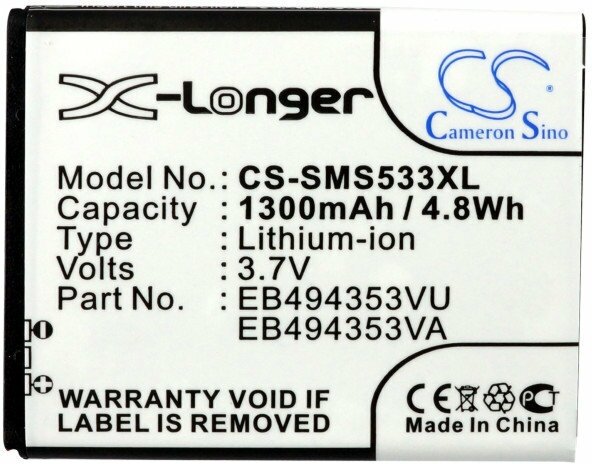 X-Longer
CS
Cameron Sino
Model No. : CS-SMS533XL
Capacity : 1300mAh / 4.8Wh
Type : Lithium-ion
Volts : 3.7V
Part No. : EB494353VU
EB494353VA
WARRANTY VOID IF
LABEL IS REMOVED
CE
Made in China